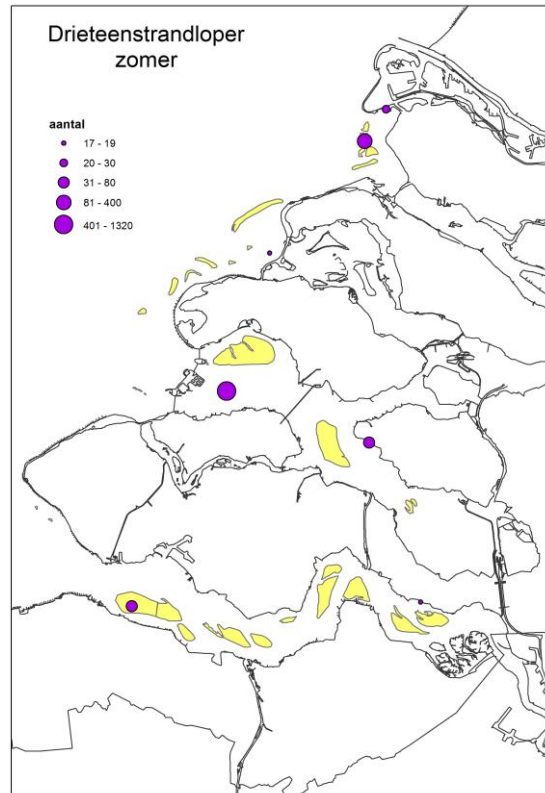 Drieteenstrandloper
zomer
aantal
17 - 19
20 - 30
31 - 80
81 - 400
401 - 1320